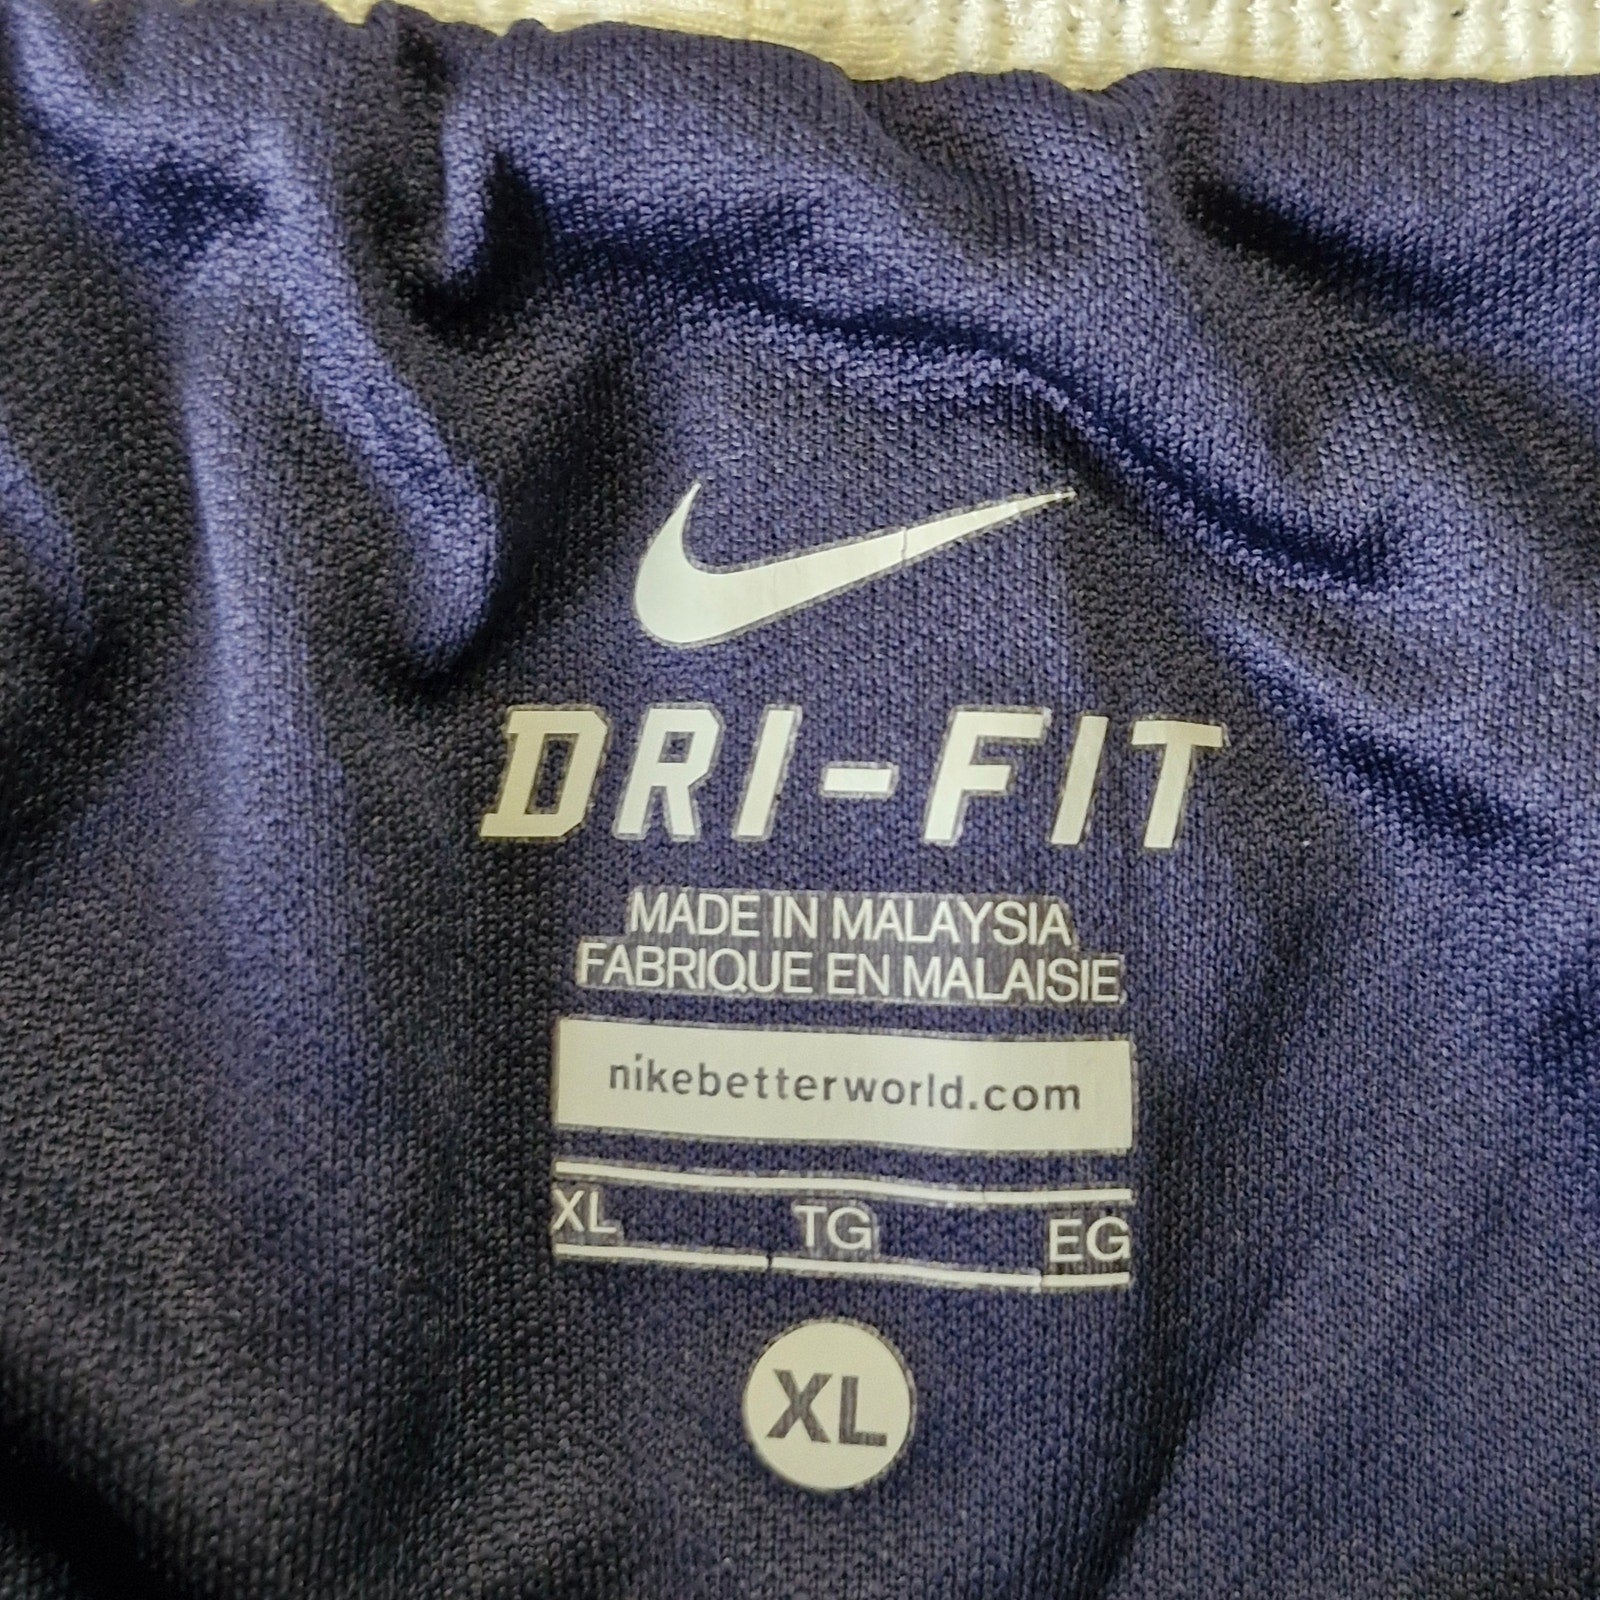 DRI-FIT
MADE IN MALAYSIA
FABRIQUE EN MALAISIE
nikebetterworld.com
XL TG EG
XL